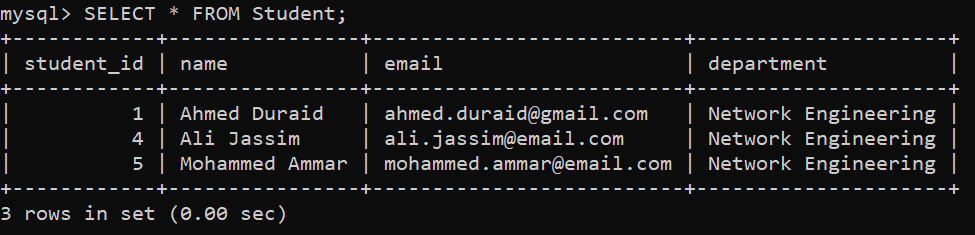 mysql> SELECT * FROM Student;
+------------+----------------+--------------------------+---------------------+
| student_id | name           | email                    | department          |
+------------+----------------+--------------------------+---------------------+
|          1 | Ahmed Duraid   | ahmed.duraid@gmail.com   | Network Engineering |
|          4 | Ali Jassim     | ali.jassim@email.com     | Network Engineering |
|          5 | Mohammed Ammar | mohammed.ammar@email.com | Network Engineering |
+------------+----------------+--------------------------+---------------------+
3 rows in set (0.00 sec)